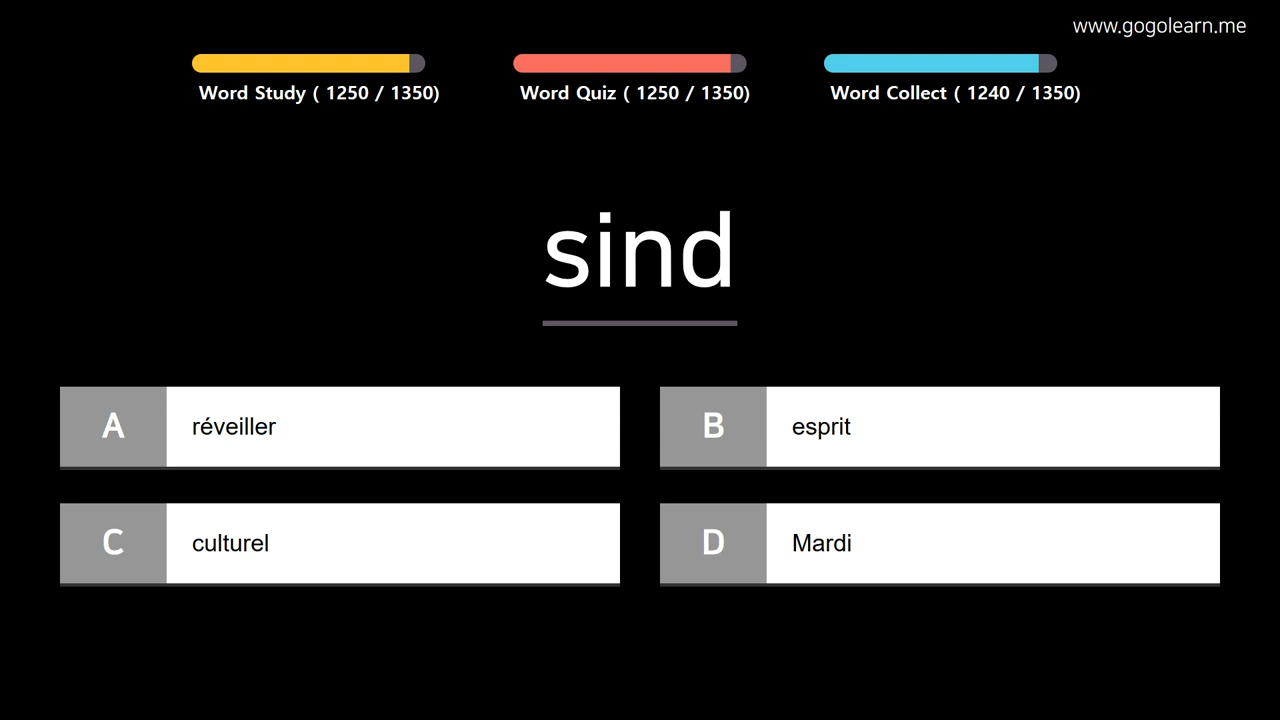 www.gogolearn.me
Word Study ( 1250 / 1350)
Word Quiz ( 1250 / 1350)
Word Collect ( 1240 / 1350)
sind
A réveiller
B esprit
C culturel
D Mardi